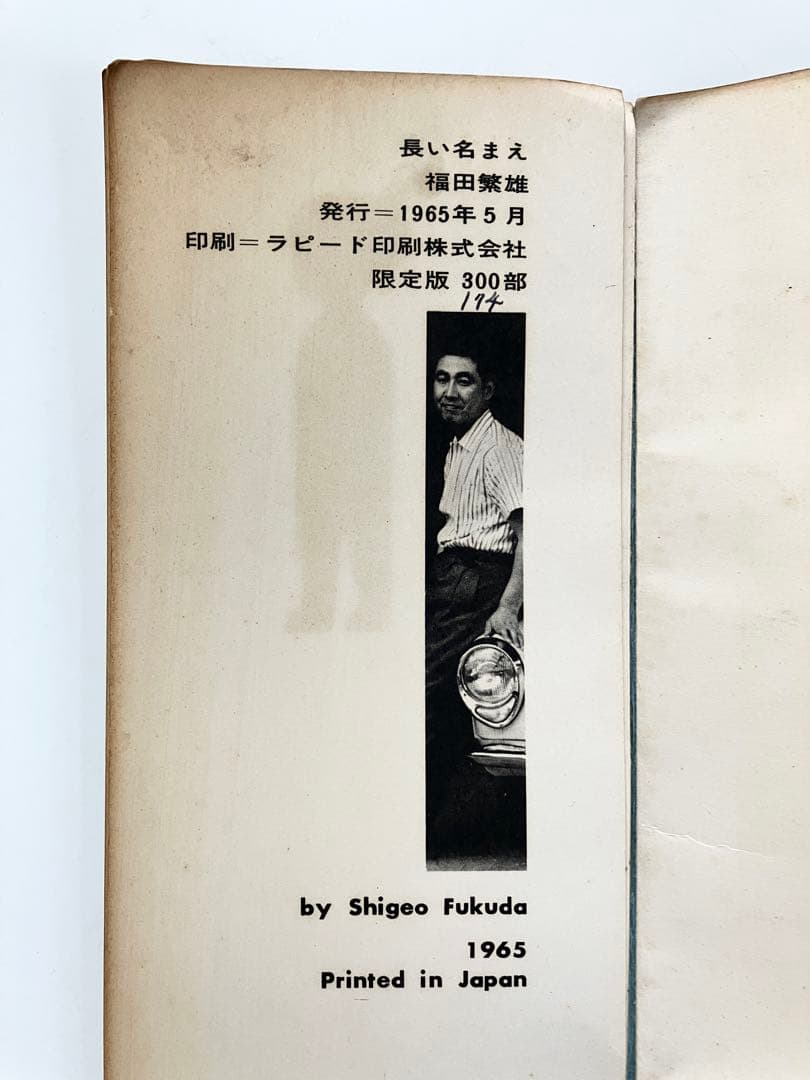 長い名まえ
福田繁雄
発行＝1965年5月
印刷＝ラピード印刷株式会社
限定版 300部
174
by Shigeo Fukuda
1965
Printed in Japan